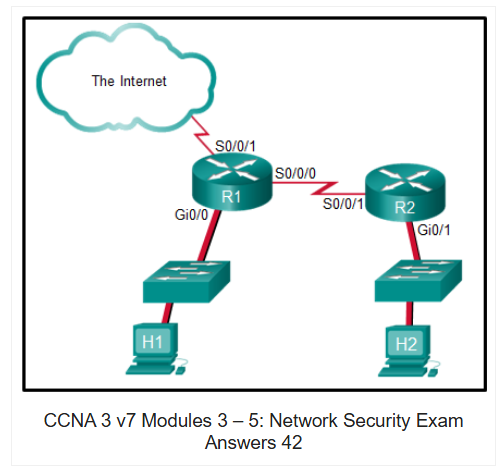 The Internet
S0/0/1
S0/0/0
R1
S0/0/1
R2
Gi0/0
Gi0/1
H1
H2
CCNA 3 v7 Modules 3 – 5: Network Security Exam
Answers 42